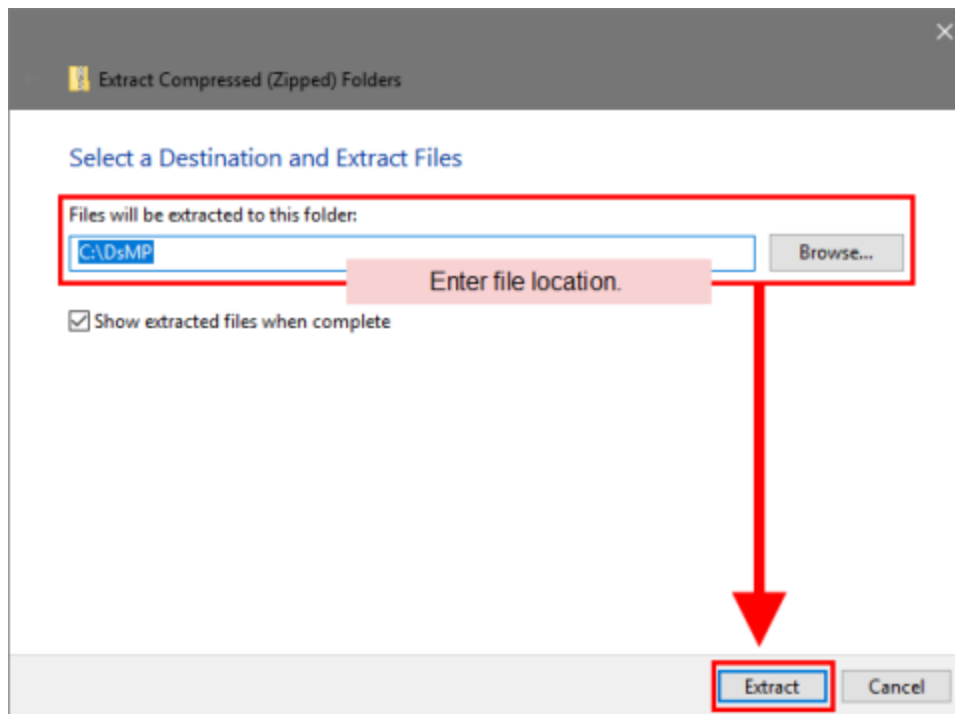 Extract Compressed (Zipped) Folders
Select a Destination and Extract Files
Files will be extracted to this folder:
C:\DsMP
Browse...
Enter file location.
Show extracted files when complete
Extract
Cancel